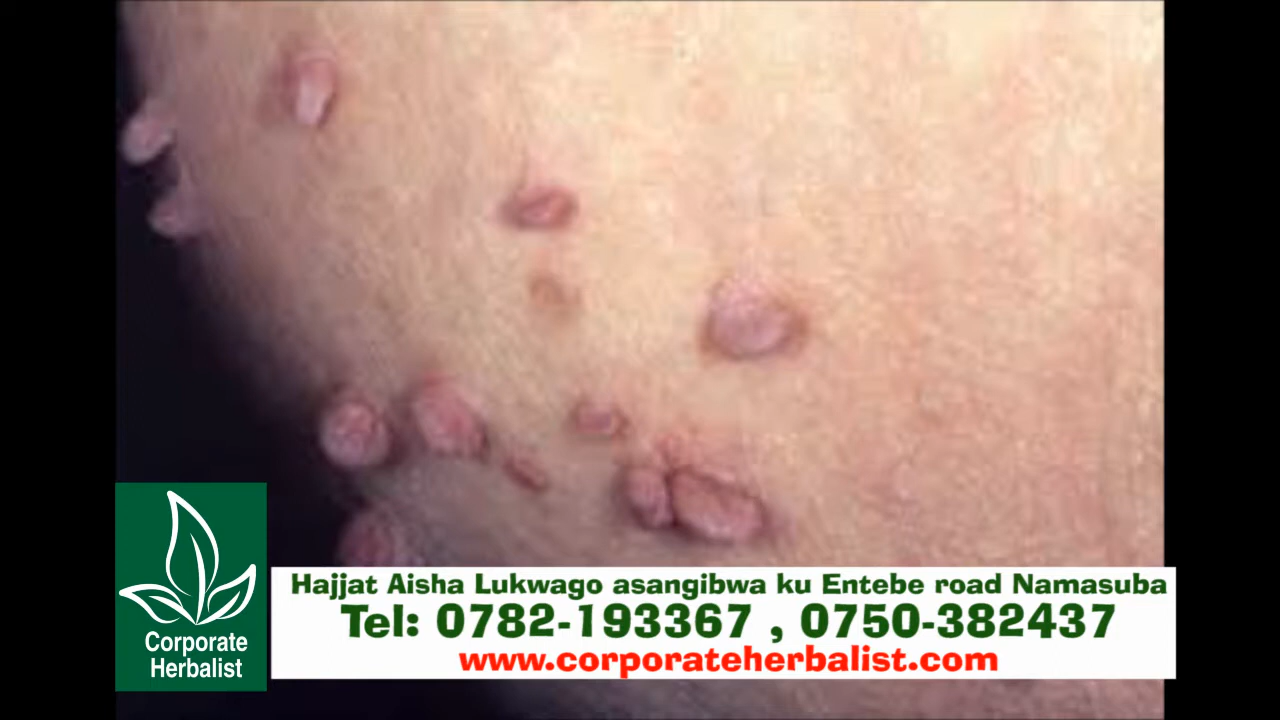 Hajjat Aisha Lukwago asangibwa ku Entebe road Namasuba
Tel: 0782-193367 , 0750-382437
www.corporateherbalist.com
Corporate
Herbalist